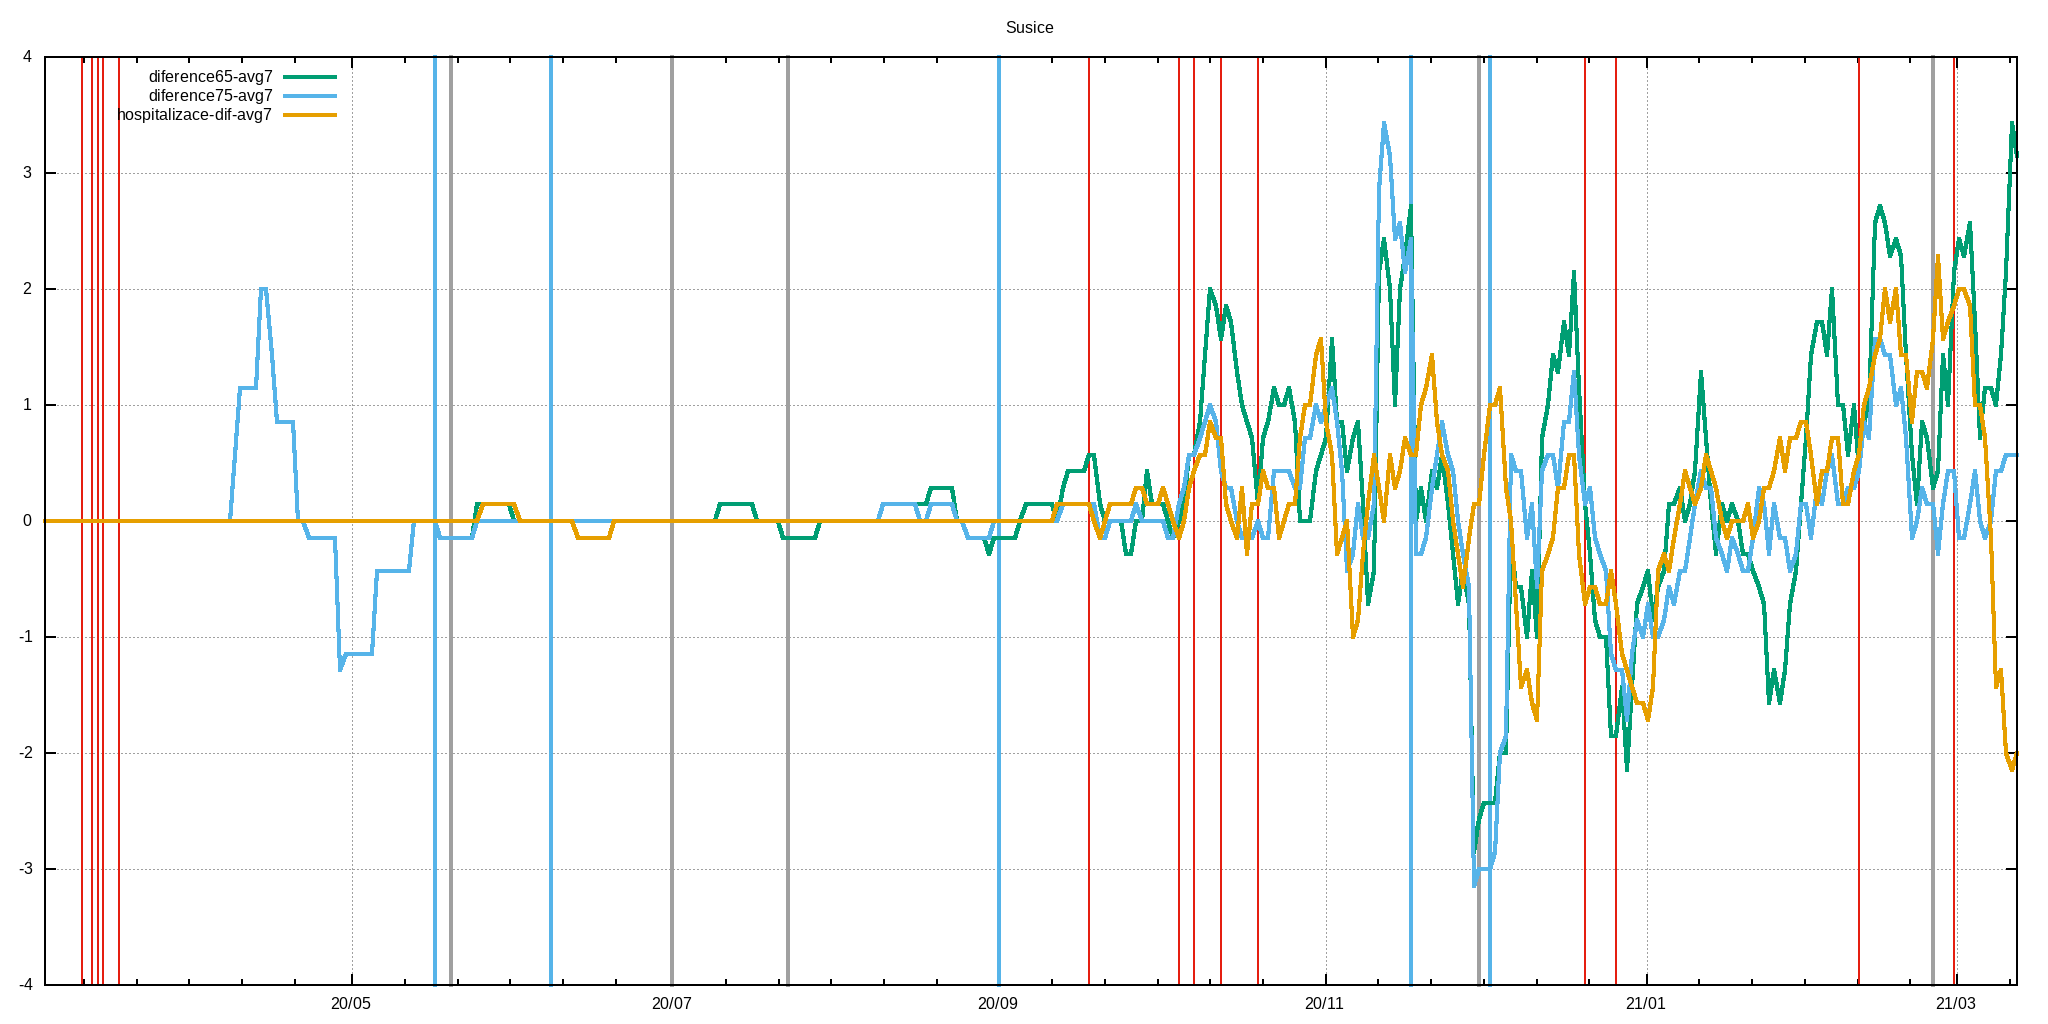 Susice
4
diference65-avg7
diference75-avg7
hospitalizace-dif-avg7
3
2
1
0
-1
-2
-3
-4
20/05 20/07 20/09 20/11 21/01 21/03